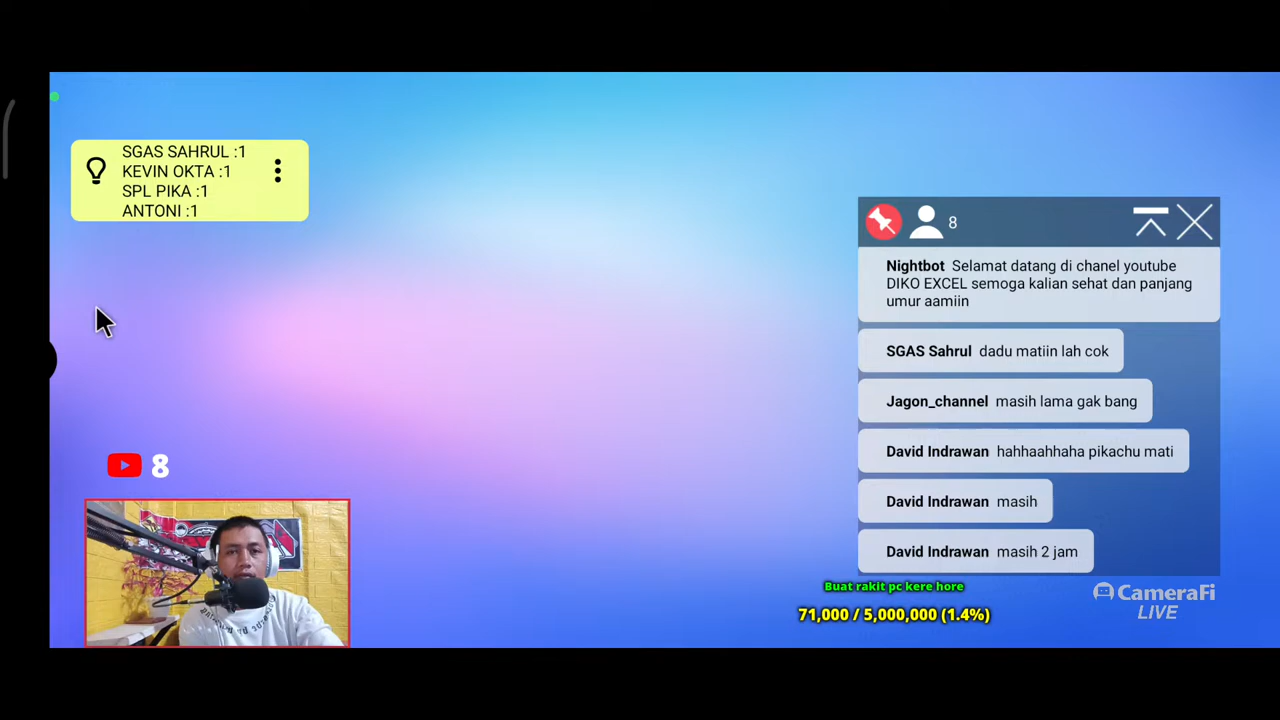 SGAS SAHRUL :1
KEVIN OKTA :1
SPL PIKA :1
ANTONI :1
8
Nightbot Selamat datang di chanel youtube
DIKO EXCEL semoga kalian sehat dan panjang
umur aamiin
SGAS Sahrul dadu matiin lah cok
Jagon_channel masih lama gak bang
David Indrawan hahhaahhaha pikachu mati
David Indrawan masih
David Indrawan masih 2 jam
8
Buat rakit pc kere hore
71,000 / 5,000,000 (1.4%)
CameraFi
LIVE